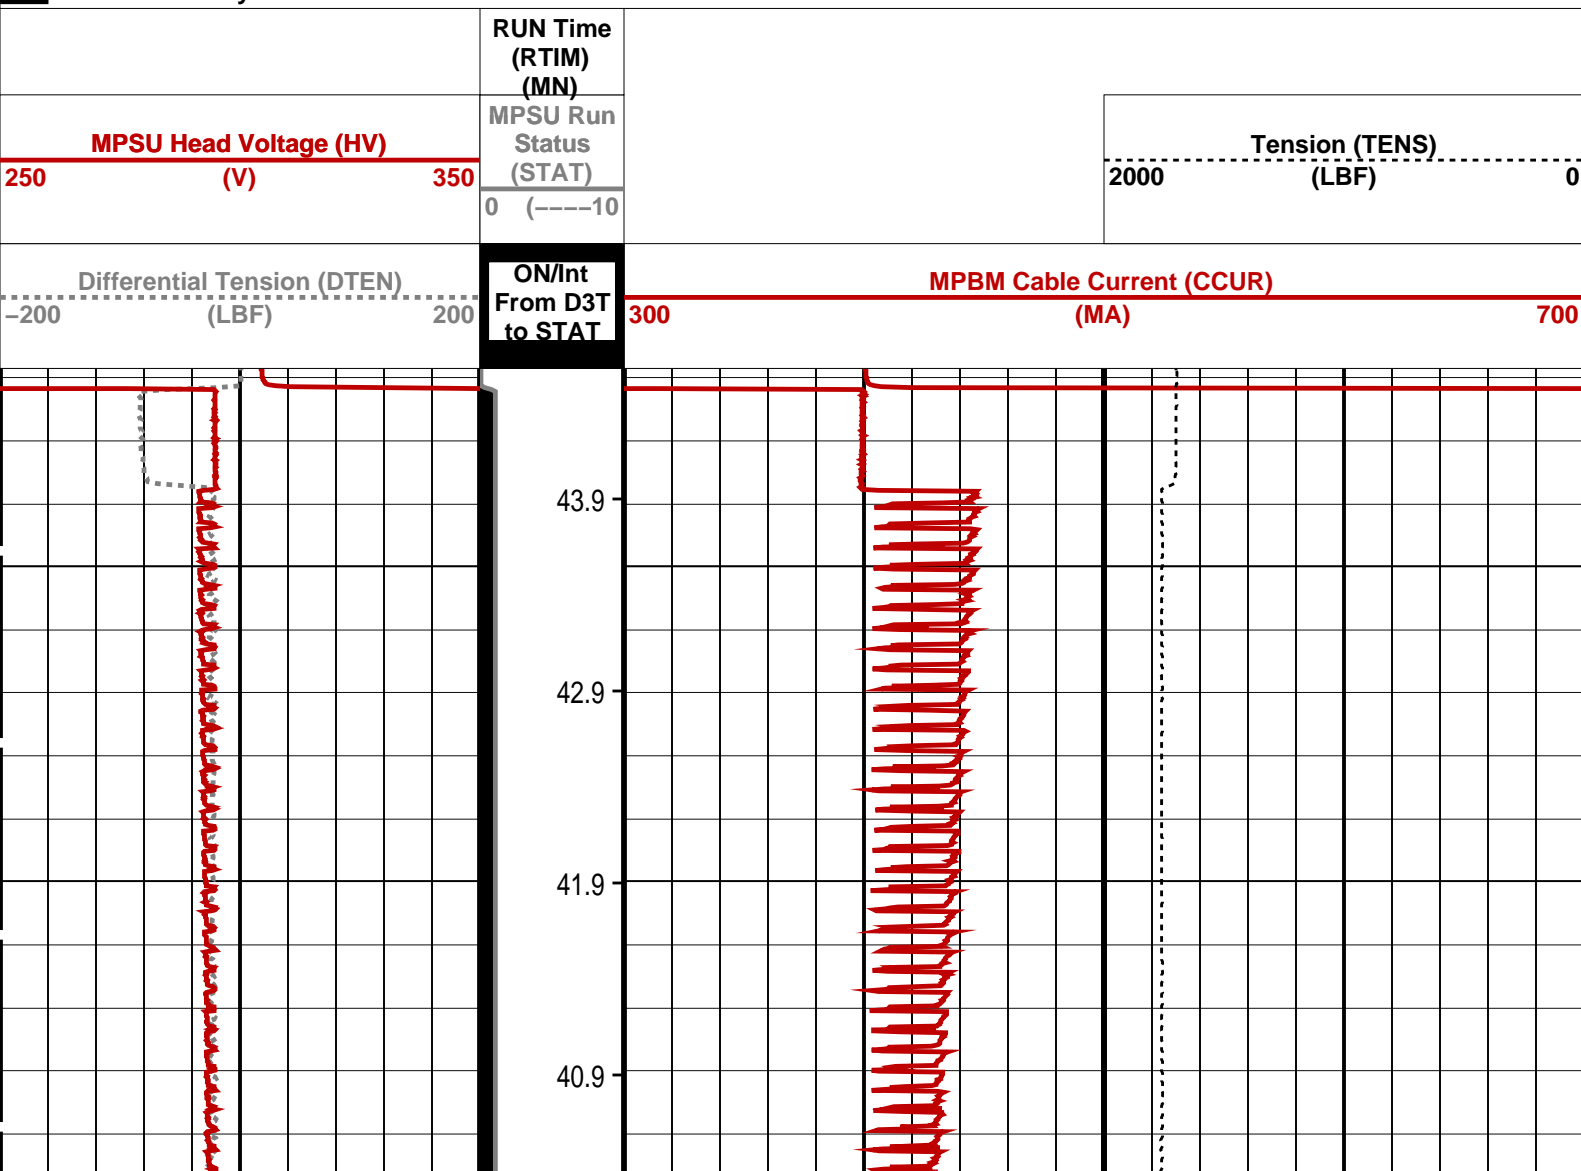 RUN Time
(RTIM)
(MN)
MPSU Head Voltage (HV)
250 (V) 350
MPSU Run
Status
(STAT)
0 (−−−−10
Tension (TENS)
2000 (LBF) 0
Differential Tension (DTEN)
−200 (LBF) 200
ON/Int
From D3T
to STAT
MPBM Cable Current (CCUR)
300 (MA) 700
43.9
42.9
41.9
40.9